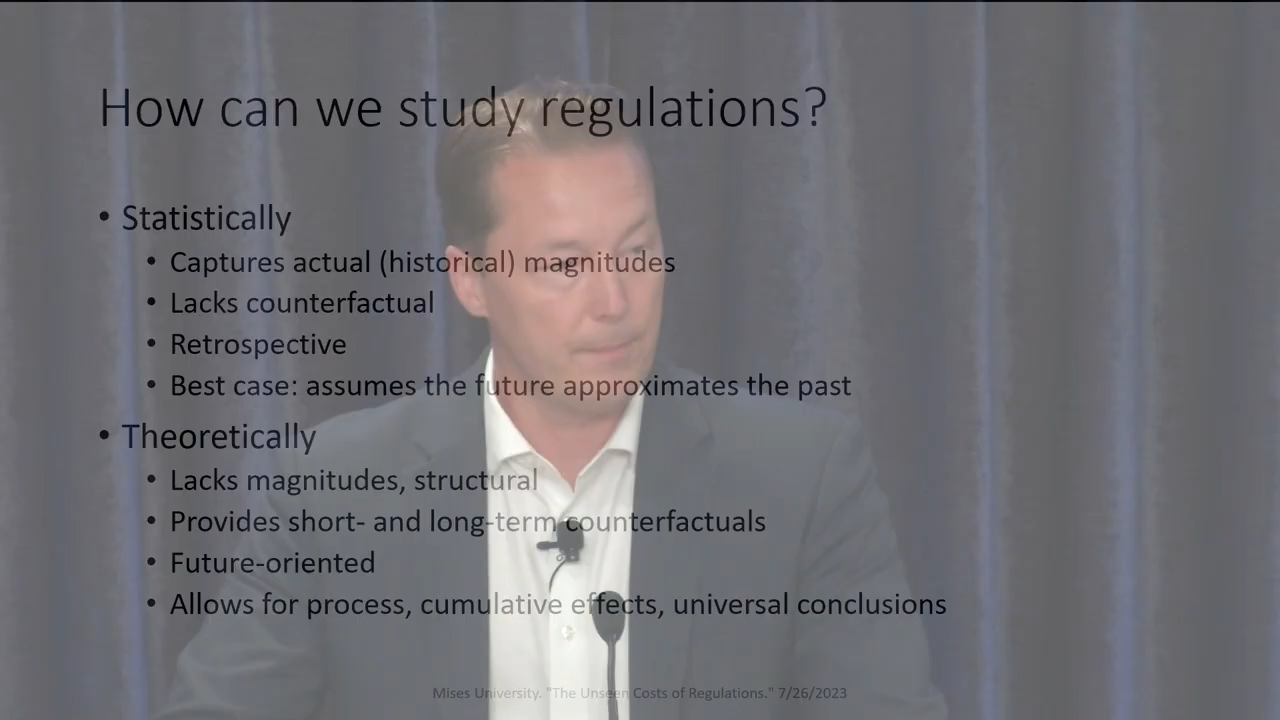 How can we study regulations?
• Statistically
• Captures actual (historical) magnitudes
• Lacks counterfactual
• Retrospective
• Best case: assumes the future approximates the past
• Theoretically
• Lacks magnitudes, structural
• Provides short- and long-term counterfactuals
• Future-oriented
• Allows for process, cumulative effects, universal conclusions
Mises University. "The Unseen Costs of Regulations." 7/26/2023